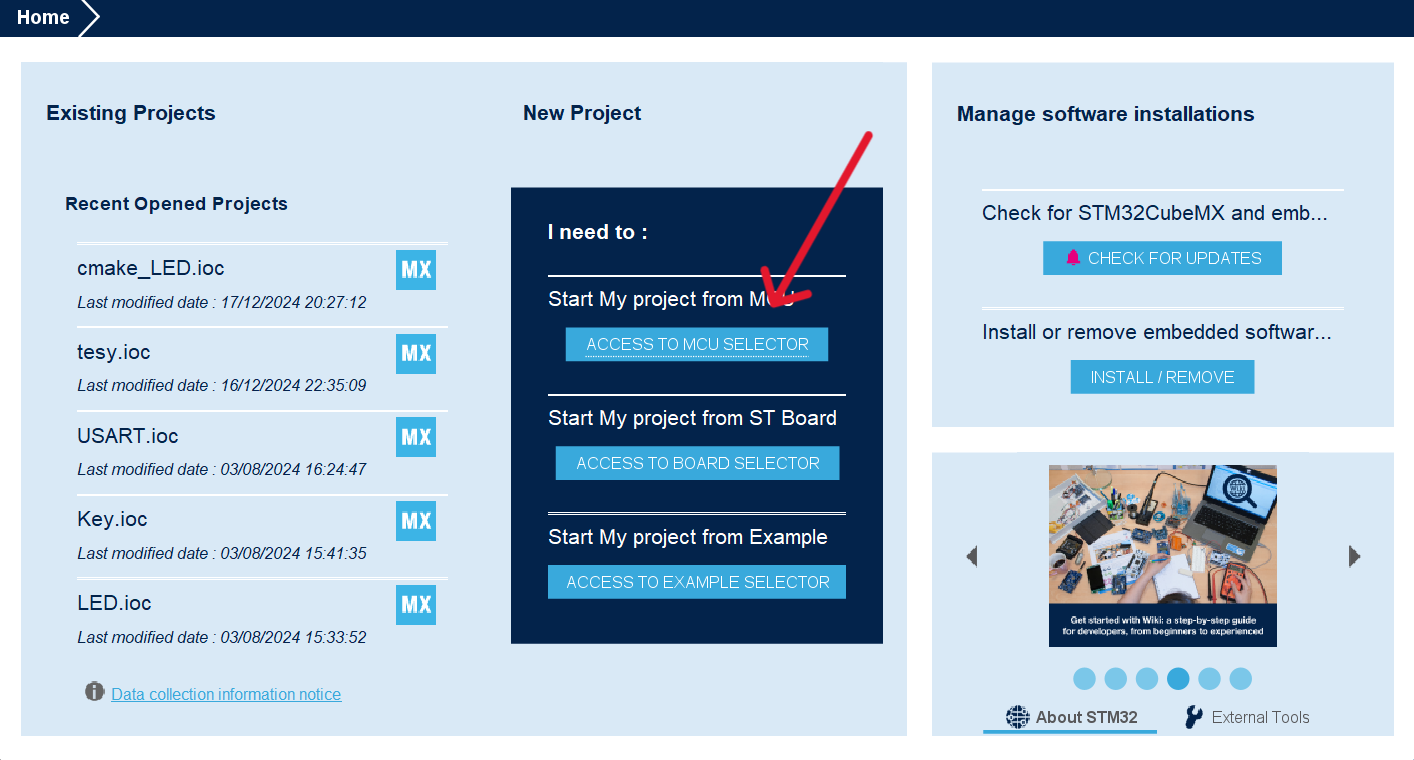 Home
Existing Projects
Recent Opened Projects
cmake_LED.ioc
MX
Last modified date : 17/12/2024 20:27:12
tesy.ioc
MX
Last modified date : 16/12/2024 22:35:09
USART.ioc
MX
Last modified date : 03/08/2024 16:24:47
Key.ioc
MX
Last modified date : 03/08/2024 15:41:35
LED.ioc
MX
Last modified date : 03/08/2024 15:33:52
Data collection information notice
New Project
I need to :
Start My project from MCU
ACCESS TO MCU SELECTOR
Start My project from ST Board
ACCESS TO BOARD SELECTOR
Start My project from Example
ACCESS TO EXAMPLE SELECTOR
Manage software installations
Check for STM32CubeMX and emb...
CHECK FOR UPDATES
Install or remove embedded softwar...
INSTALL / REMOVE
Get started with Wiki: a step-by-step guide
for developers, from beginners to experienced
About STM32
External Tools